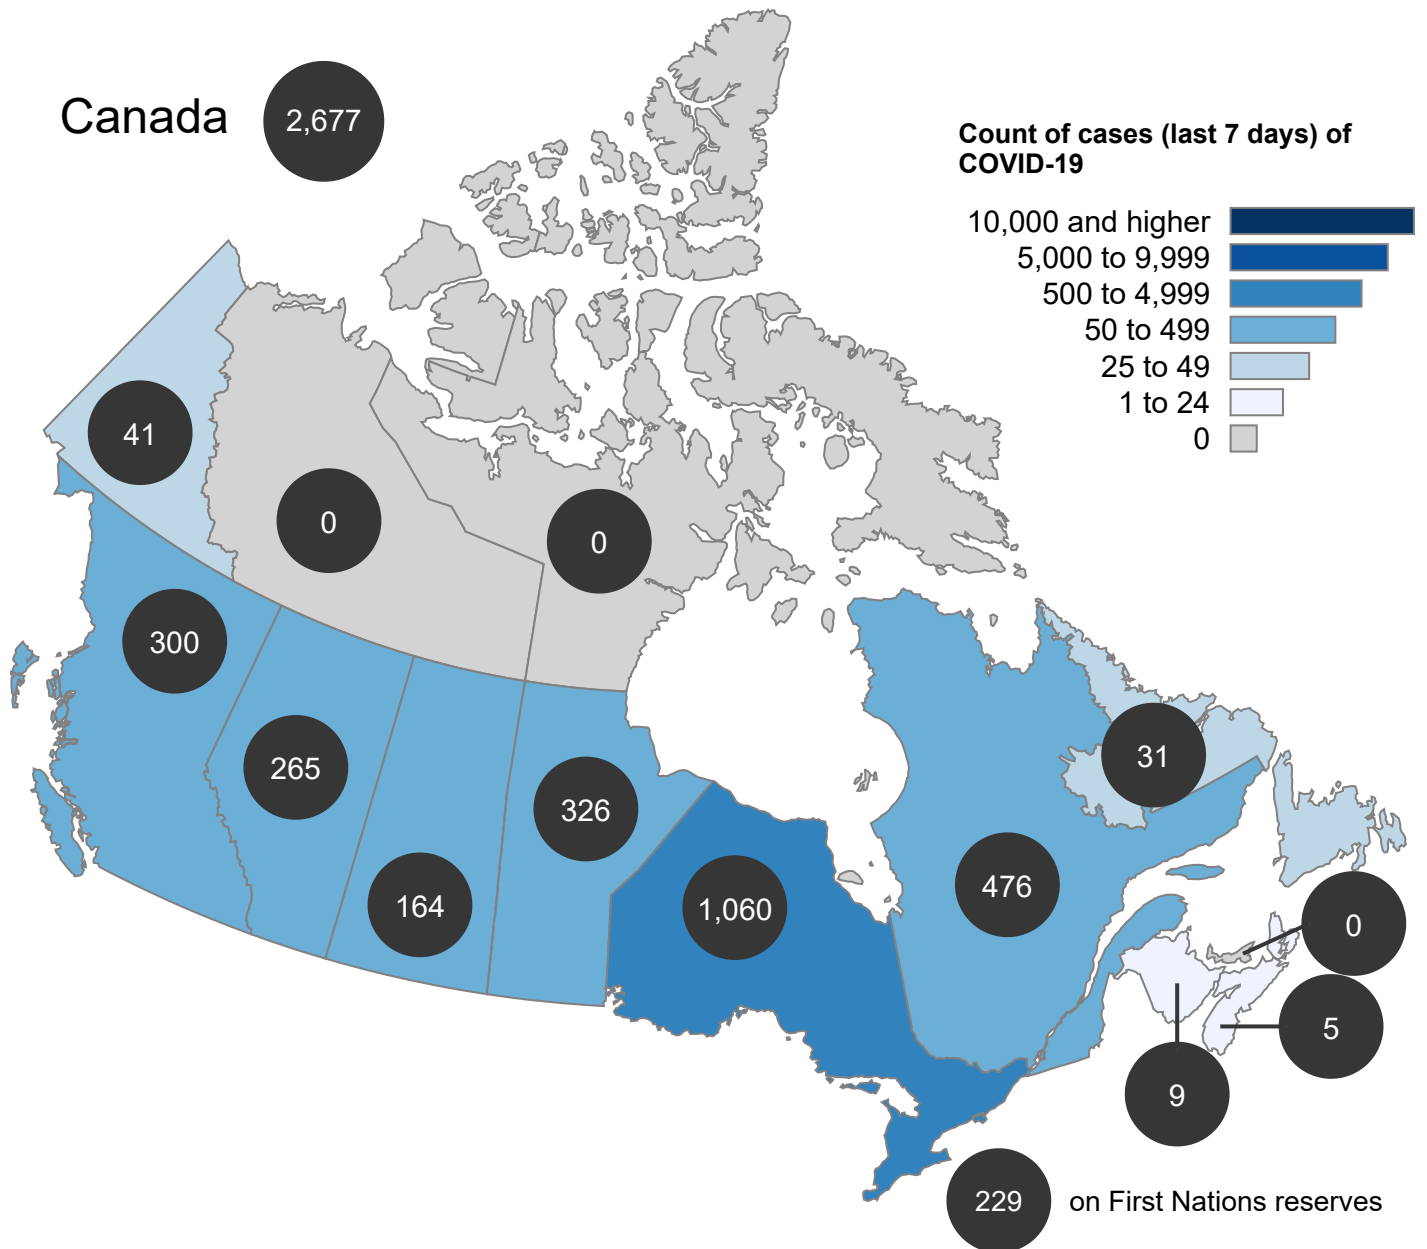 Canada
2,677
Count of cases (last 7 days) of
COVID-19
10,000 and higher
5,000 to 9,999
500 to 4,999
50 to 499
25 to 49
1 to 24
0
41
0
0
300
265
326
164
1,060
476
31
0
5
9
229 on First Nations reserves